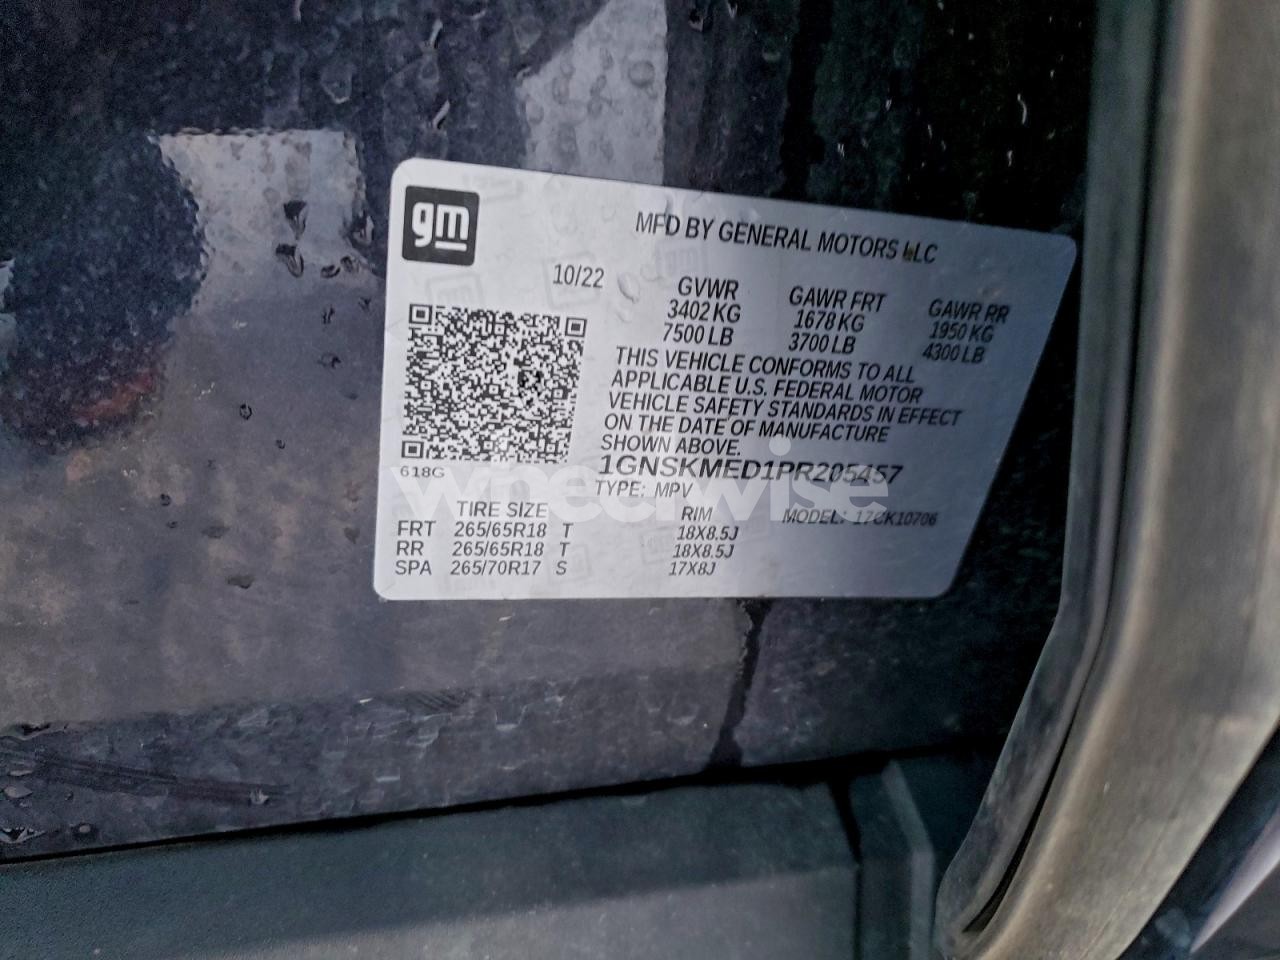 gm
MFD BY GENERAL MOTORS LLC
10/22
GVWR GAWR FRT GAWR RR
3402 KG 1678 KG 1950 KG
7500 LB 3700 LB 4300 LB
THIS VEHICLE CONFORMS TO ALL
APPLICABLE U.S. FEDERAL MOTOR
VEHICLE SAFETY STANDARDS IN EFFECT
ON THE DATE OF MANUFACTURE
SHOWN ABOVE.
618G
1GNSKMED1PR205457
TYPE: MPV
wheelwise
TIRE SIZE RIM MODEL: 17CK10706
FRT 265/65R18 T 18X8.5J
RR 265/65R18 T 18X8.5J
SPA 265/70R17 S 17X8J